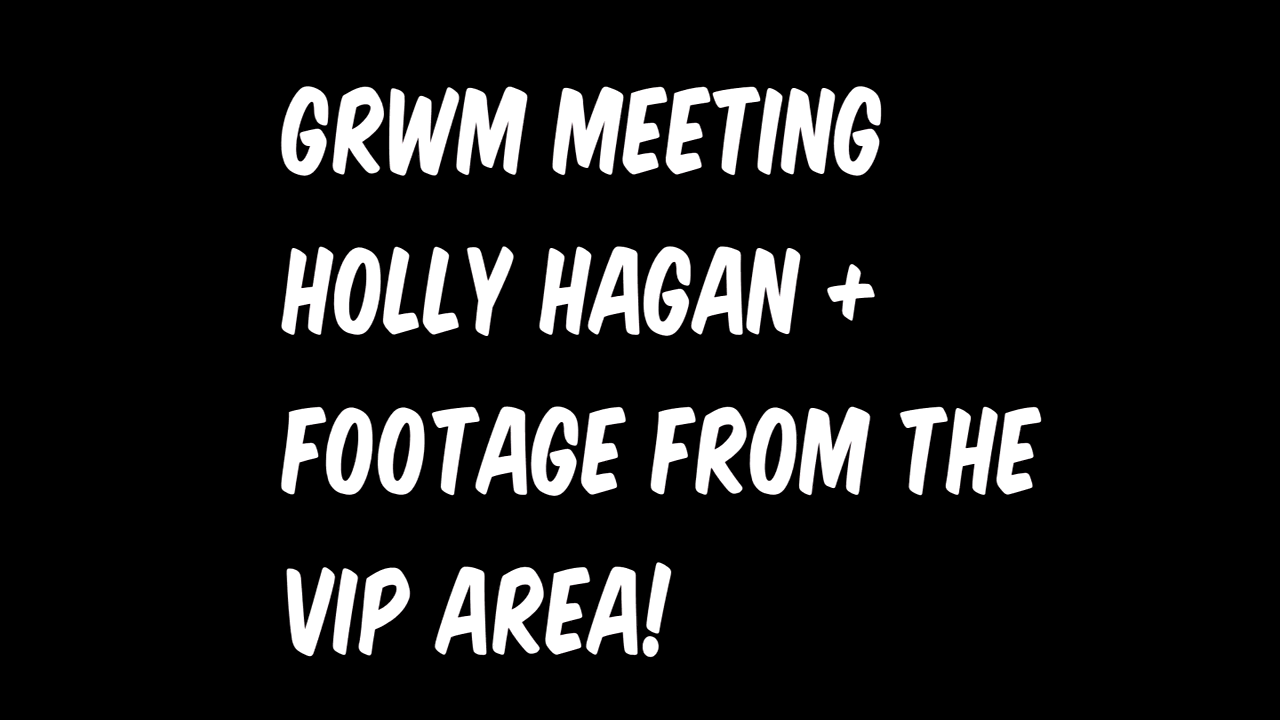 GRWM MEETING
HOLLY HAGAN +
FOOTAGE FROM THE
VIP AREA!